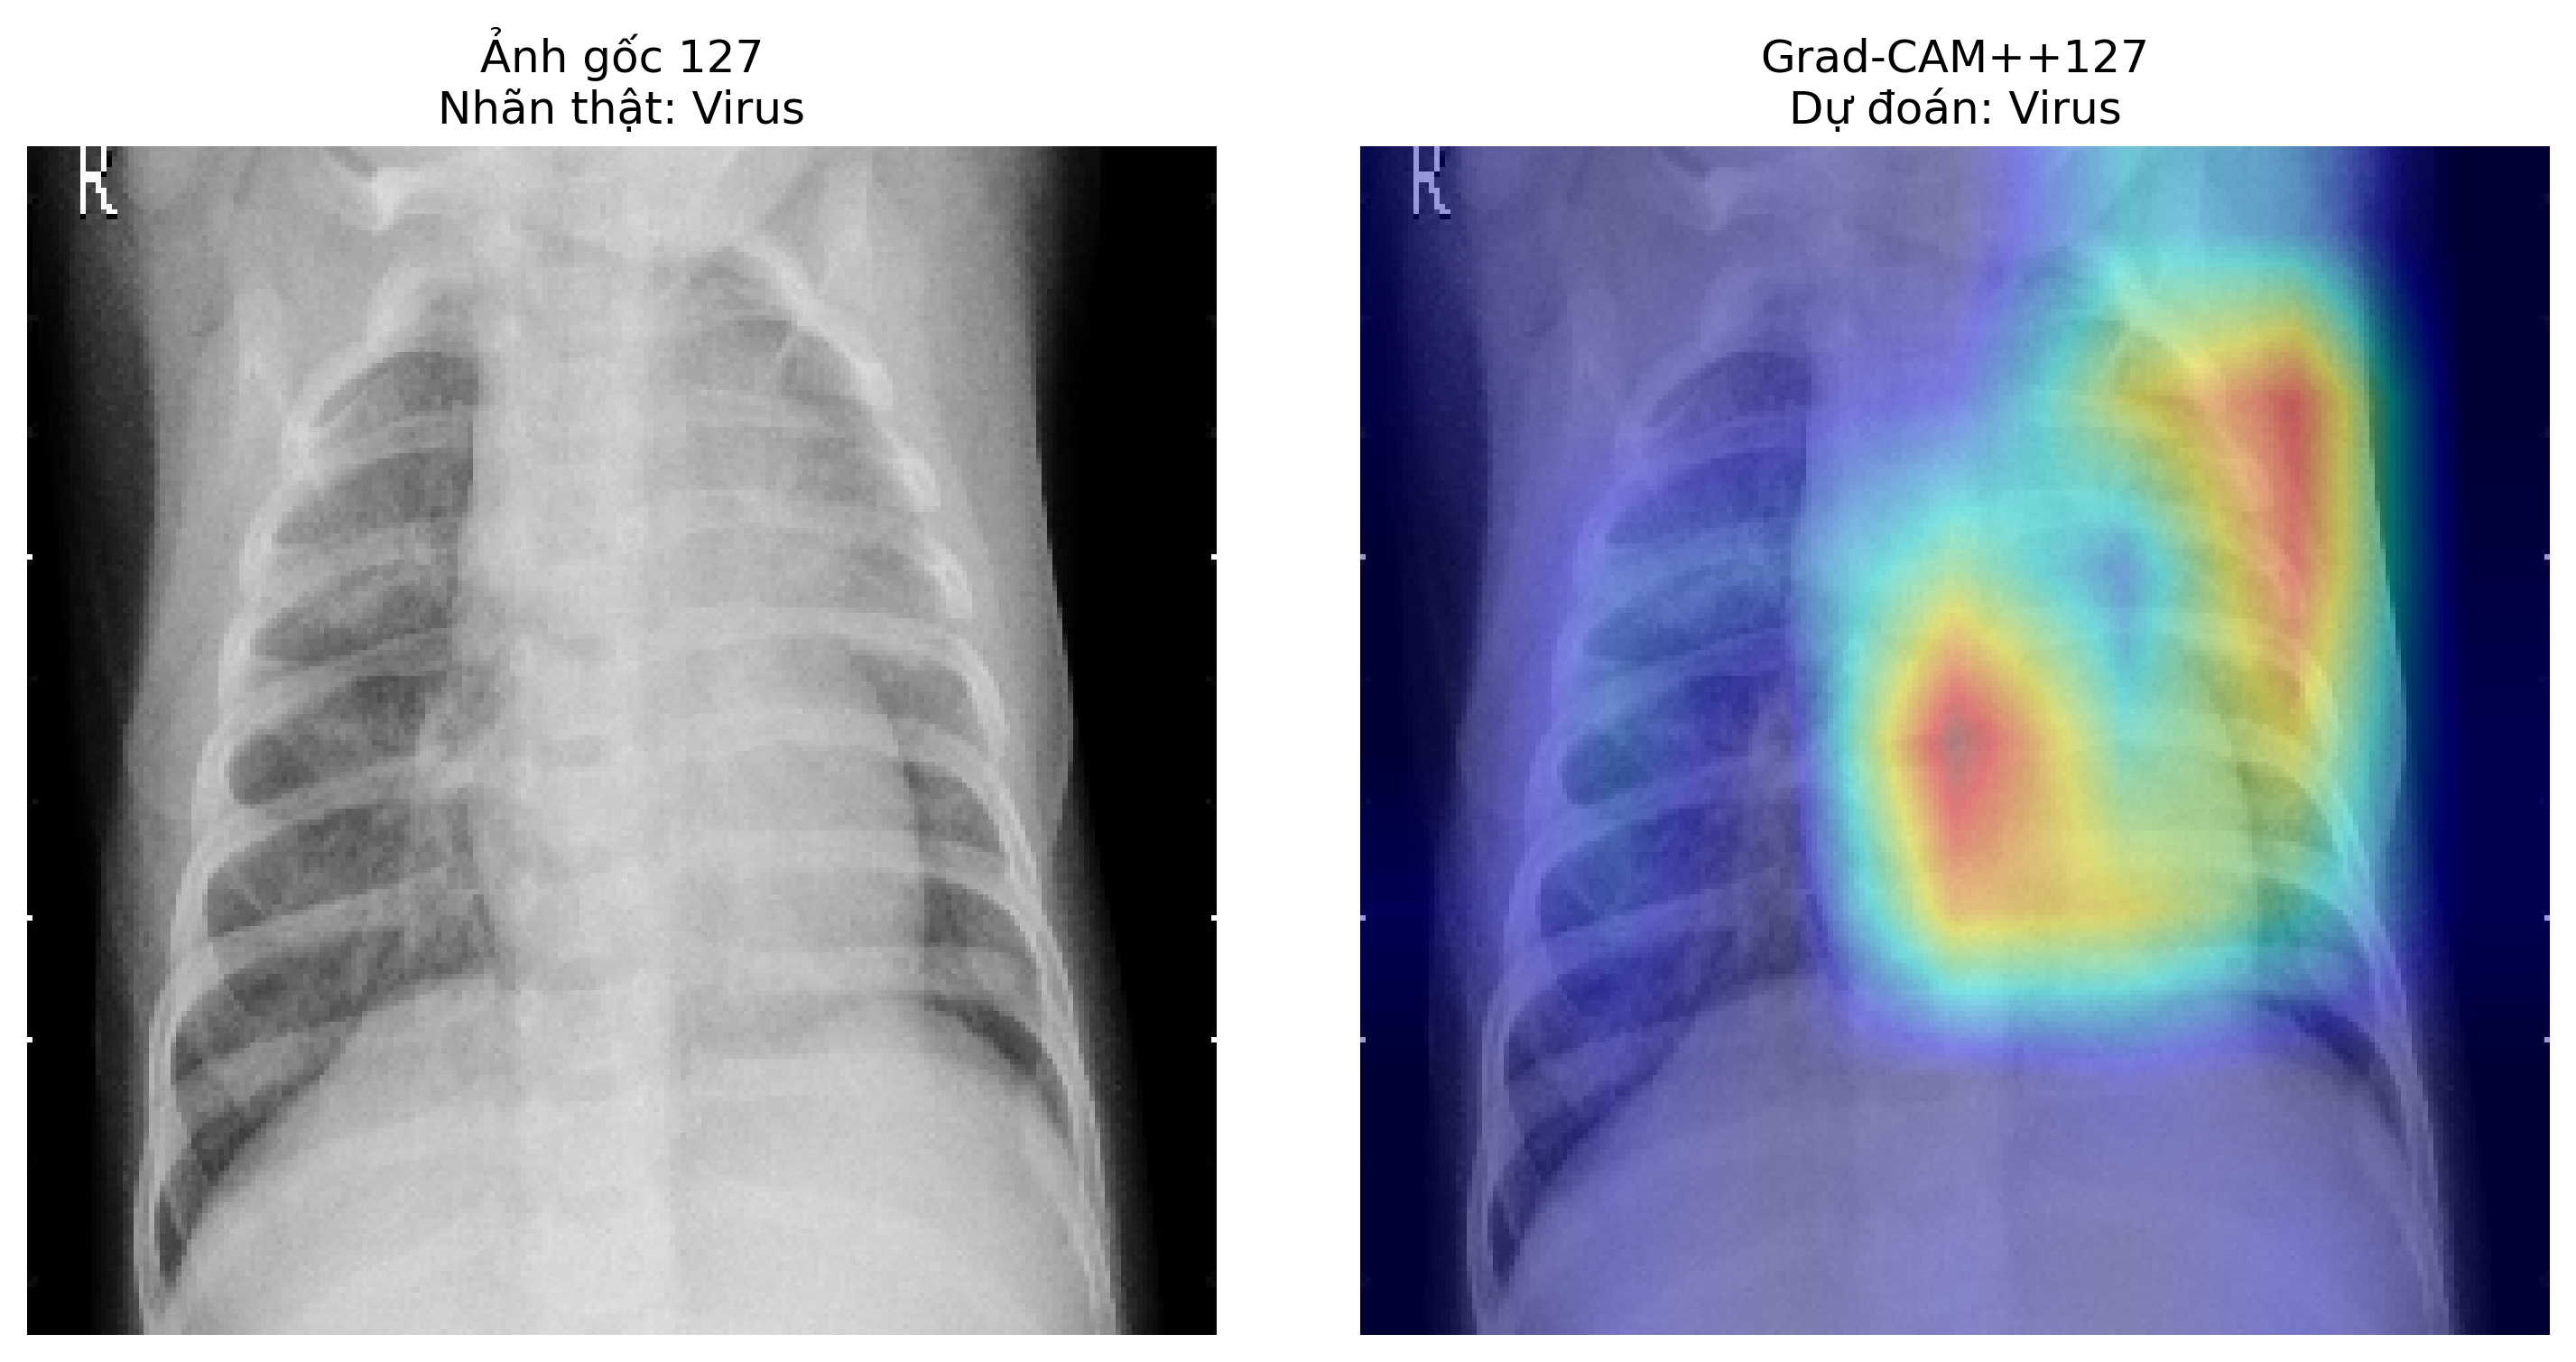 Ảnh gốc 127
Nhãn thật: Virus
Grad-CAM++127
Dự đoán: Virus
R
R